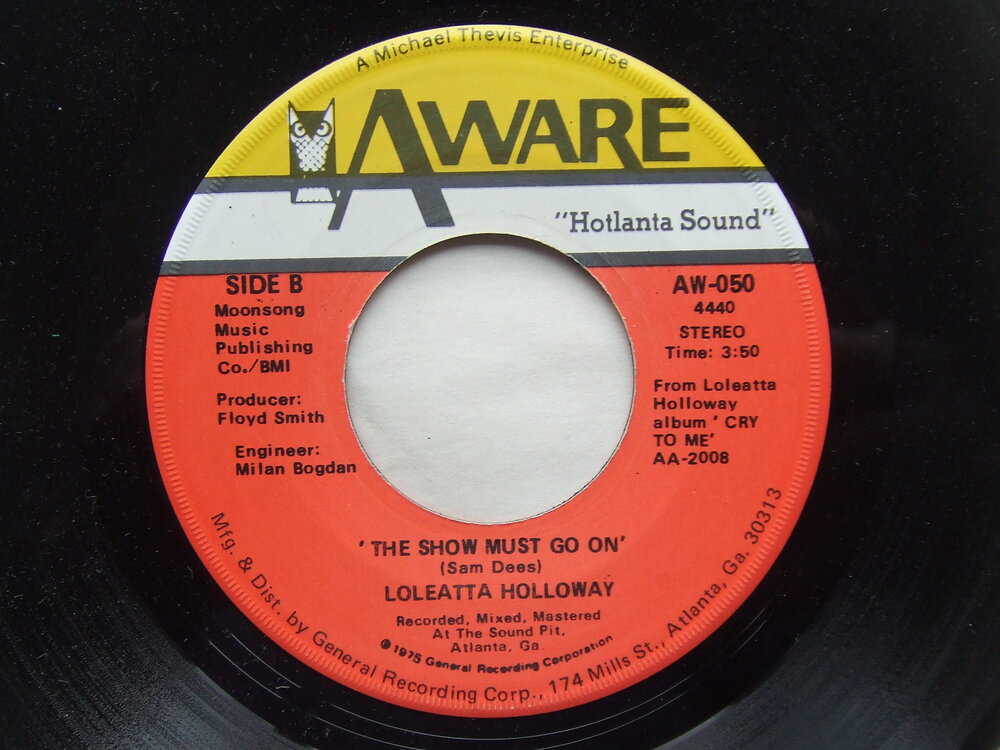 A Michael Thevis Enterprise
AWARE
"Hotlanta Sound"
SIDE B
Moonsong
Music
Publishing
Co./BMI
Producer:
Floyd Smith
Engineer:
Milan Bogdan
AW-050
4440
STEREO
Time: 3:50
From Loleatta
Holloway
album ' CRY
TO ME'
AA-2008
' THE SHOW MUST GO ON'
(Sam Dees)
LOLEATTA HOLLOWAY
Recorded, Mixed, Mastered
At The Sound Pit,
Atlanta, Ga.
℗ 1975 General Recording Corporation
Mfg. & Dist. by General Recording Corp., 174 Mills St., Atlanta, Ga. 30313